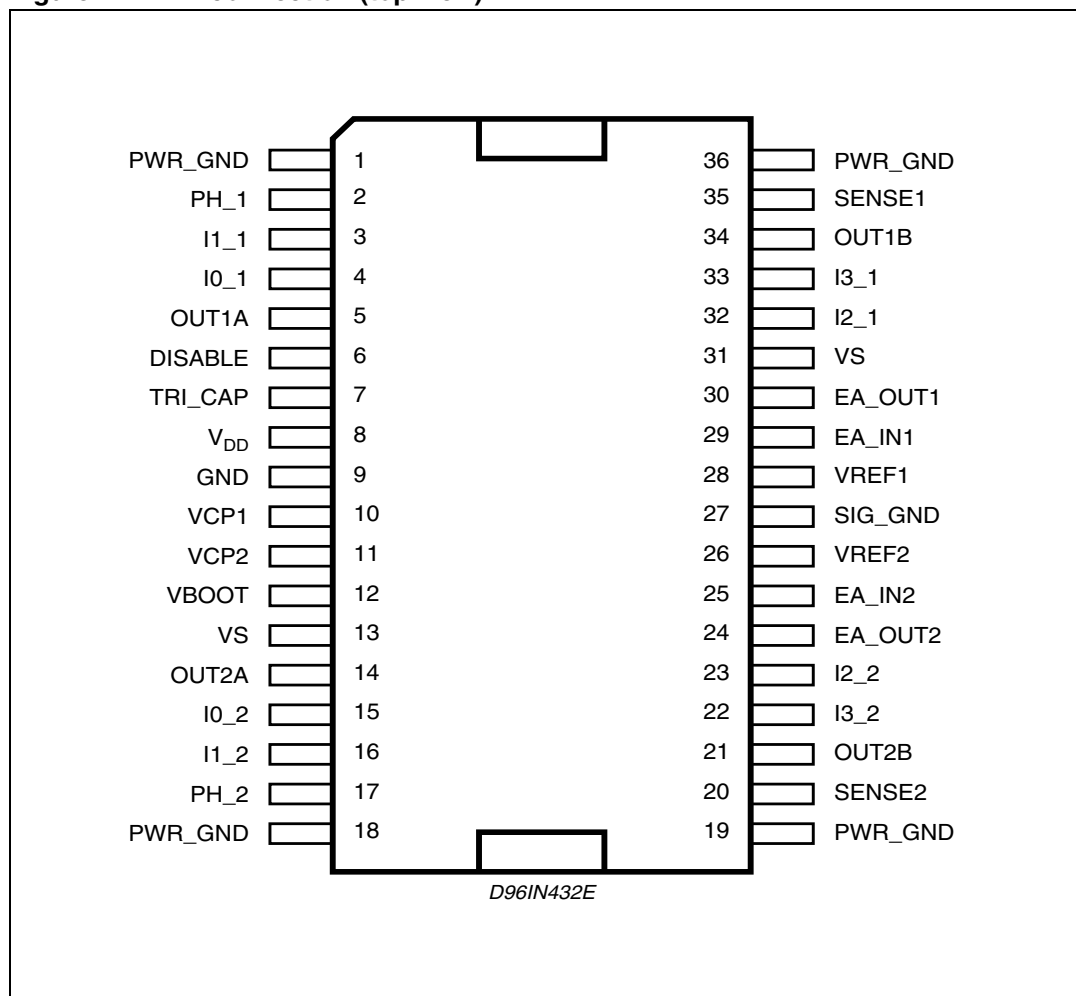 PWR_GND 1 36 PWR_GND
PH_1 2 35 SENSE1
I1_1 3 34 OUT1B
I0_1 4 33 I3_1
OUT1A 5 32 I2_1
DISABLE 6 31 VS
TRI_CAP 7 30 EA_OUT1
VDD 8 29 EA_IN1
GND 9 28 VREF1
VCP1 10 27 SIG_GND
VCP2 11 26 VREF2
VBOOT 12 25 EA_IN2
VS 13 24 EA_OUT2
OUT2A 14 23 I2_2
I0_2 15 22 I3_2
I1_2 16 21 OUT2B
PH_2 17 20 SENSE2
PWR_GND 18 19 PWR_GND
D96IN432E